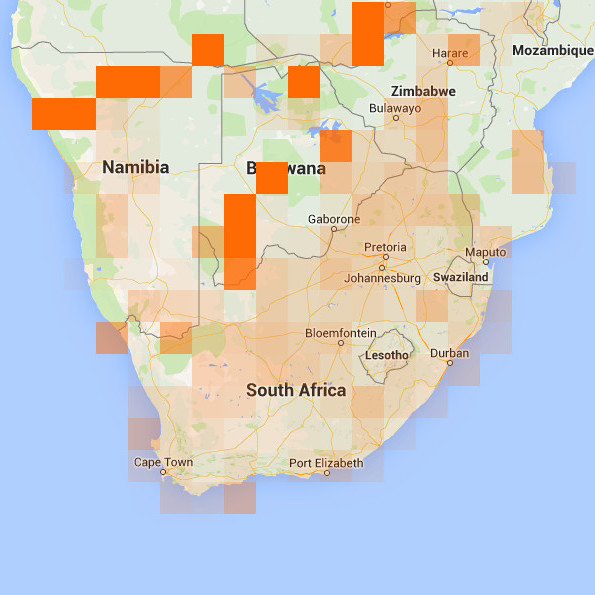 Harare
Mozambique
Zimbabwe
Bulawayo
Namibia
Botswana
Gaborone
Pretoria
Maputo
Johannesburg
Swaziland
Bloemfontein
Lesotho
Durban
South Africa
Cape Town
Port Elizabeth